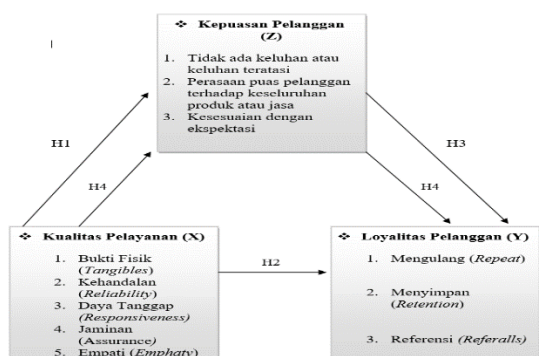 ❖ Kepuasan Pelanggan
(Z)
1. Tidak ada keluhan atau
keluhan teratasi
2. Perasaan puas pelanggan
terhadap keseluruhan
produk atau jasa
3. Kesesuaian dengan
ekspektasi
H1
H3
H4
H4
❖ Kualitas Pelayanan (X)
1. Bukti Fisik
(Tangibles)
2. Kehandalan
(Reliability)
3. Daya Tanggap
(Responsiveness)
4. Jaminan
(Assurance)
5. Empati (Emphaty)
H2
❖ Loyalitas Pelanggan (Y)
1. Mengulang (Repeat)
2. Menyimpan
(Retention)
3. Referensi (Referalls)